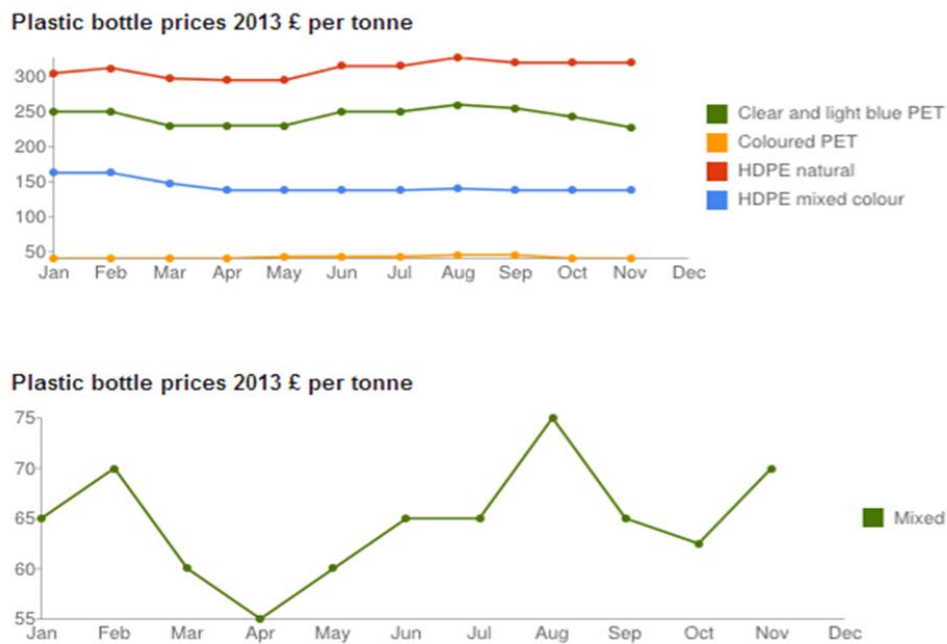 Plastic bottle prices 2013 £ per tonne
300
250
200
150
100
50
Jan Feb Mar Apr May Jun Jul Aug Sep Oct Nov Dec
Clear and light blue PET
Coloured PET
HDPE natural
HDPE mixed colour
Plastic bottle prices 2013 £ per tonne
75
70
65
60
55
Jan Feb Mar Apr May Jun Jul Aug Sep Oct Nov Dec
Mixed